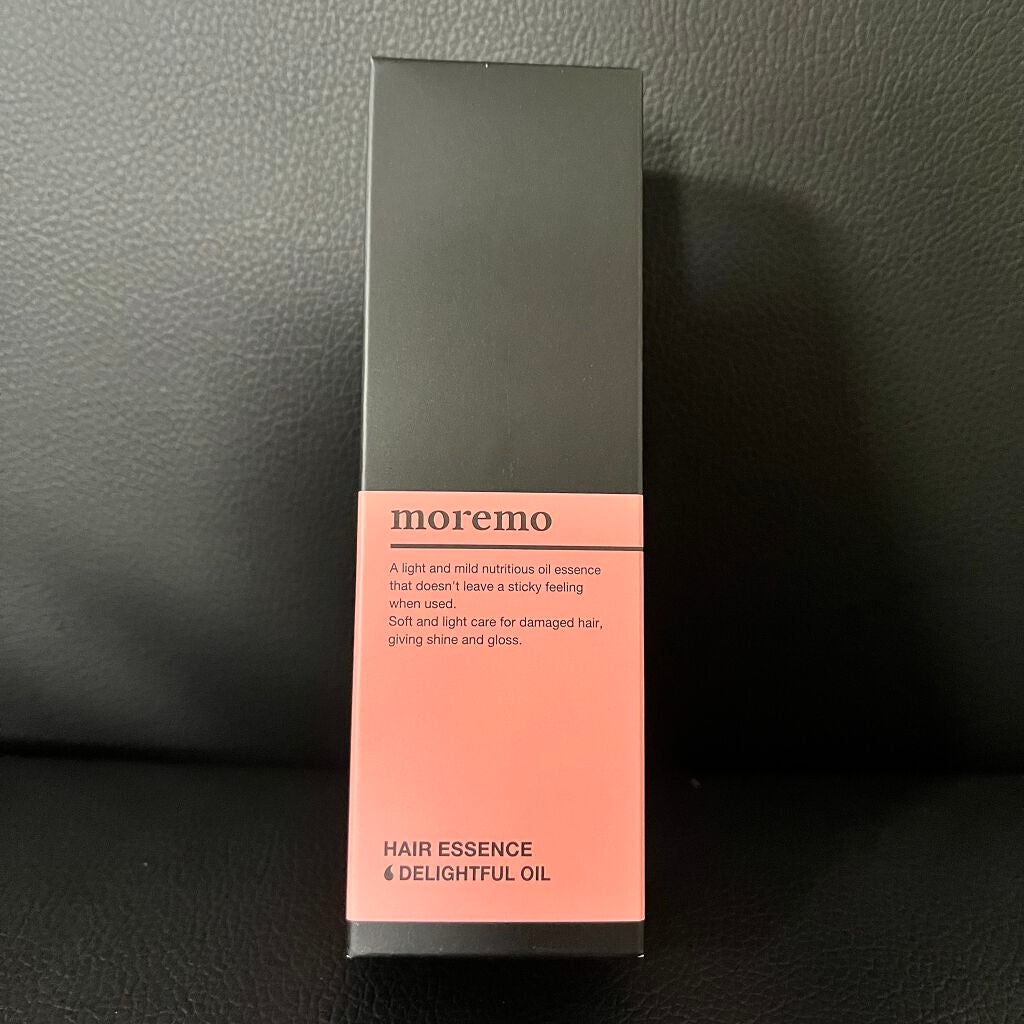 moremo
A light and mild nutritious oil essence
that doesn't leave a sticky feeling
when used.
Soft and light care for damaged hair,
giving shine and gloss.
HAIR ESSENCE
DELIGHTFUL OIL